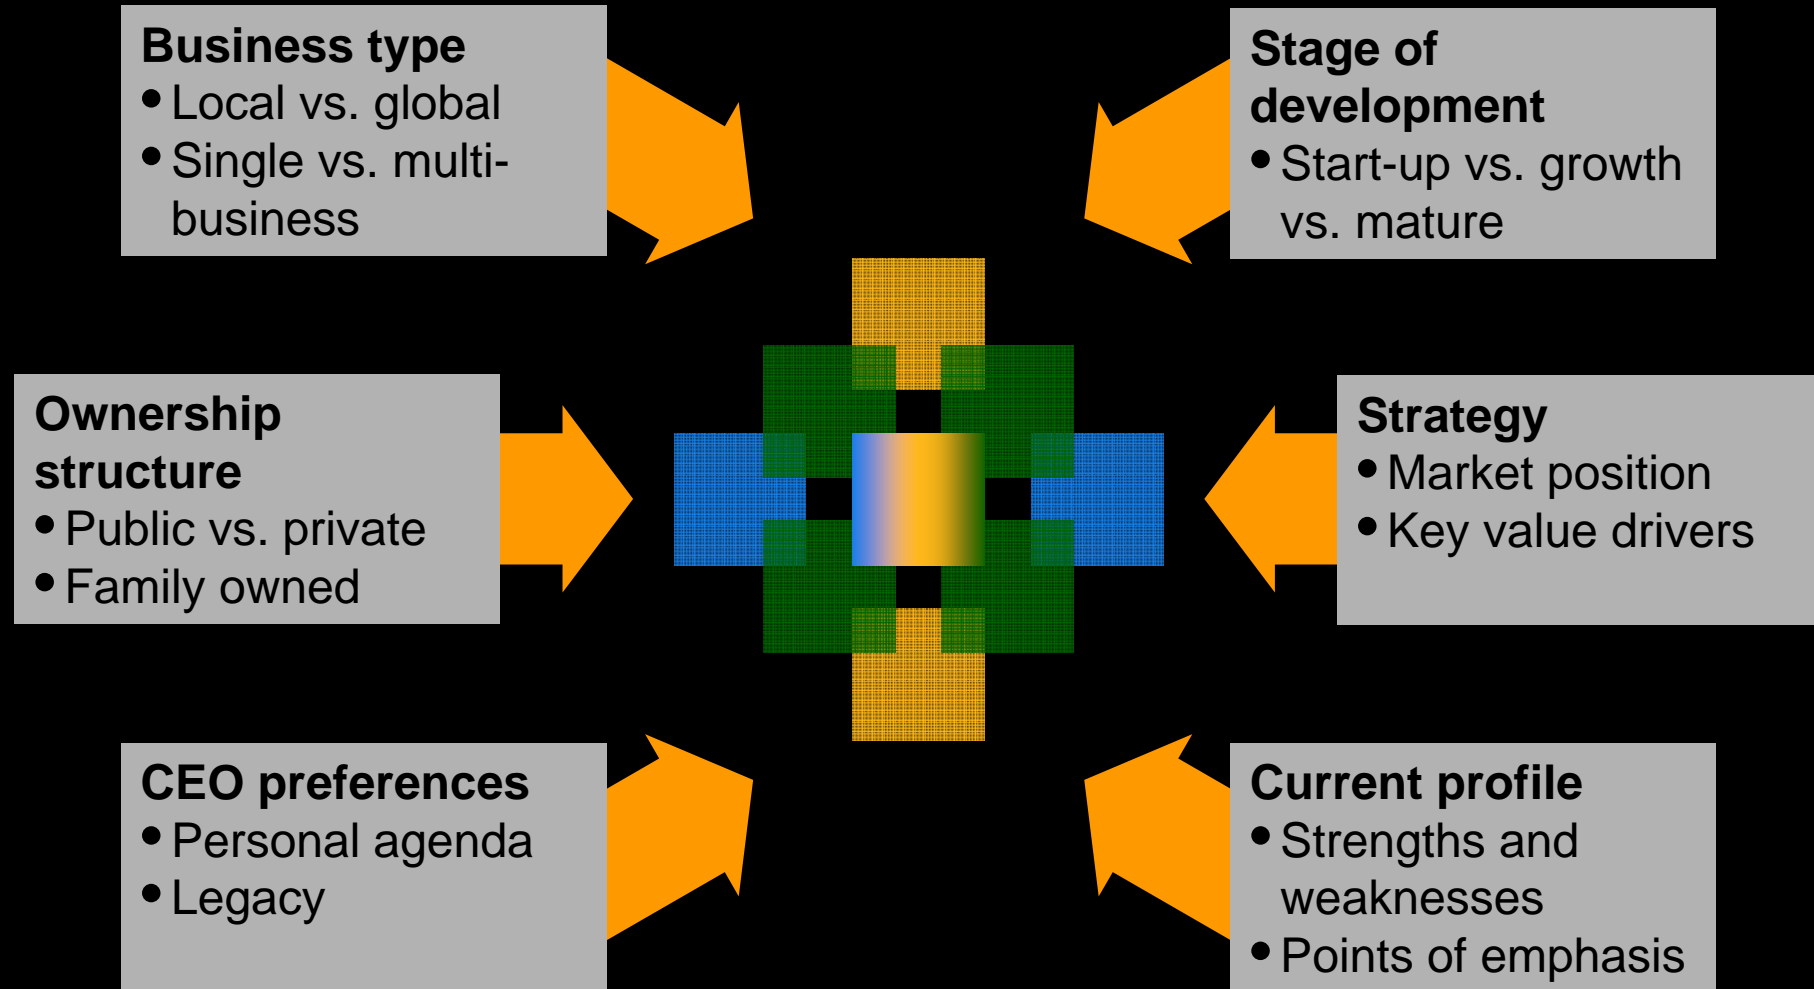 Business type
• Local vs. global
• Single vs. multi-
business
Stage of
development
• Start-up vs. growth
vs. mature
Ownership
structure
• Public vs. private
• Family owned
Strategy
• Market position
• Key value drivers
CEO preferences
• Personal agenda
• Legacy
Current profile
• Strengths and
weaknesses
• Points of emphasis